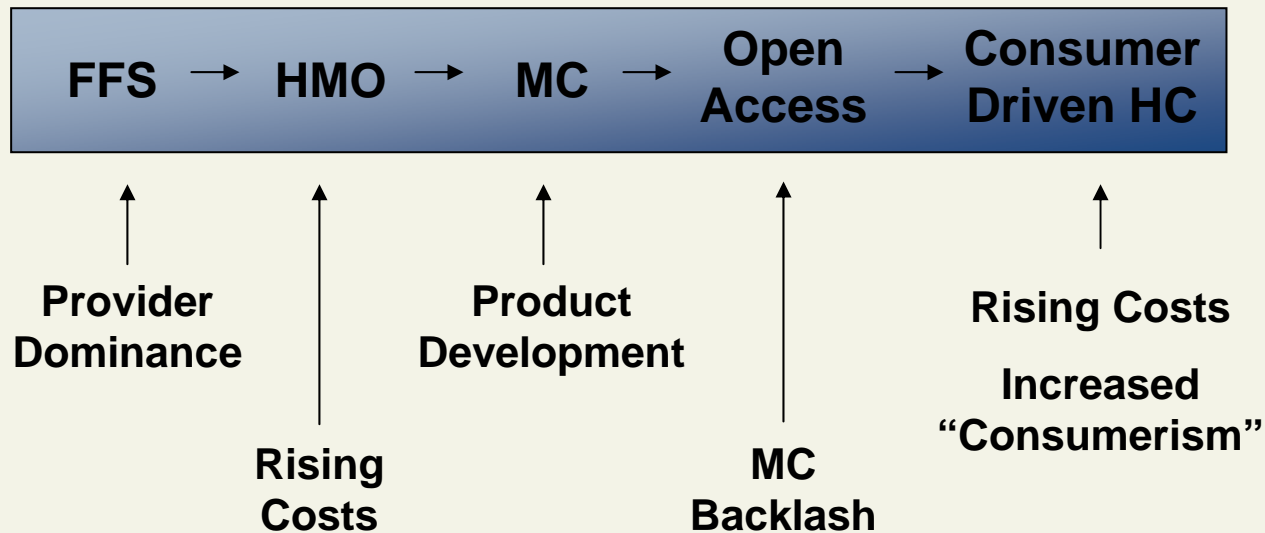 FFS → HMO → MC → Open Access → Consumer Driven HC
Provider
Dominance
Rising
Costs
Product
Development
MC
Backlash
Rising Costs
Increased
“Consumerism”